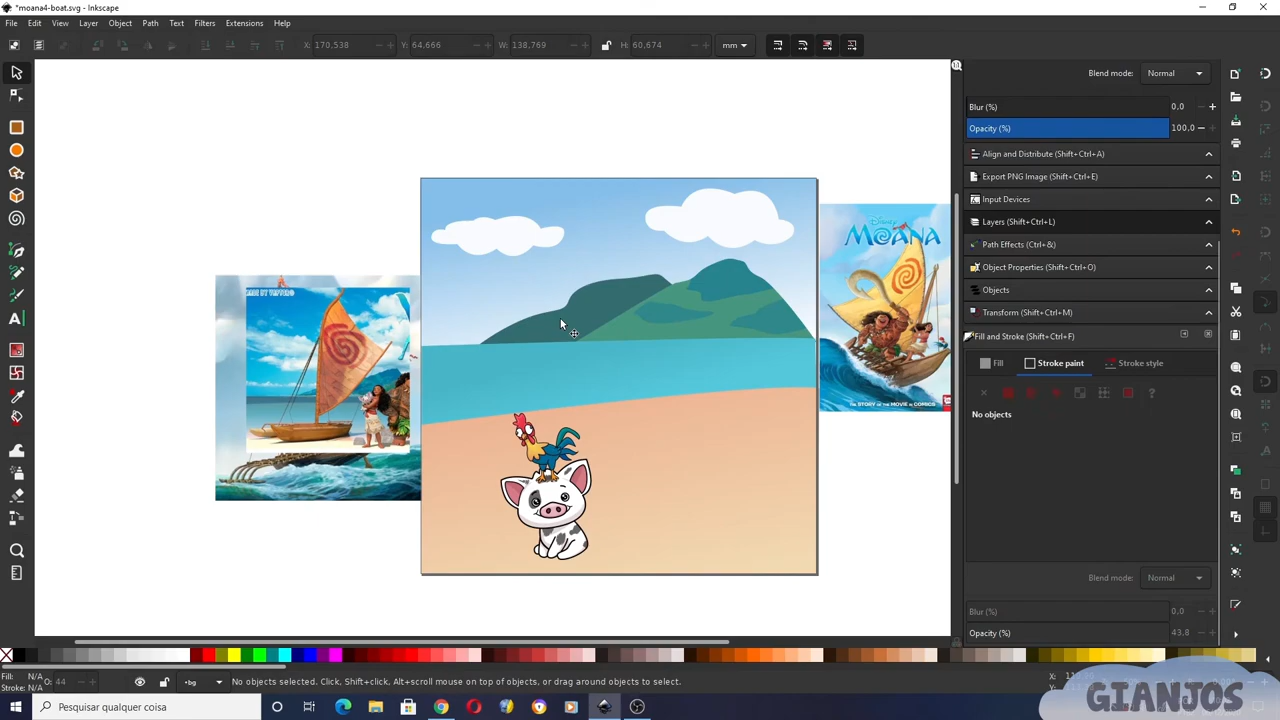 *moana4-boat.svg - Inkscape
File Edit View Layer Object Path Text Filters Extensions Help
X: 170,538 Y: 64,666 W: 138,769 H: 60,674 mm
Blend mode: Normal
Blur (%) 0,0
Opacity (%) 100,0
Align and Distribute (Shift+Ctrl+A)
Export PNG Image (Shift+Ctrl+E)
Input Devices
Layers (Shift+Ctrl+L)
Path Effects (Ctrl+&)
Object Properties (Shift+Ctrl+O)
Objects
Transform (Shift+Ctrl+M)
Fill and Stroke (Shift+Ctrl+F)
Fill Stroke paint Stroke style
No objects
Disney
MOANA
THE STORY OF THE MOVIE IN COMICS
Blend mode: Normal
Blur (%) 0,0
Opacity (%) 43,8
Fill: N/A
Stroke: N/A
O: 44
bg
No objects selected. Click, Shift+click, Alt+scroll mouse on top of objects, or drag around objects to select.
Pesquisar qualquer coisa
GIANJOS